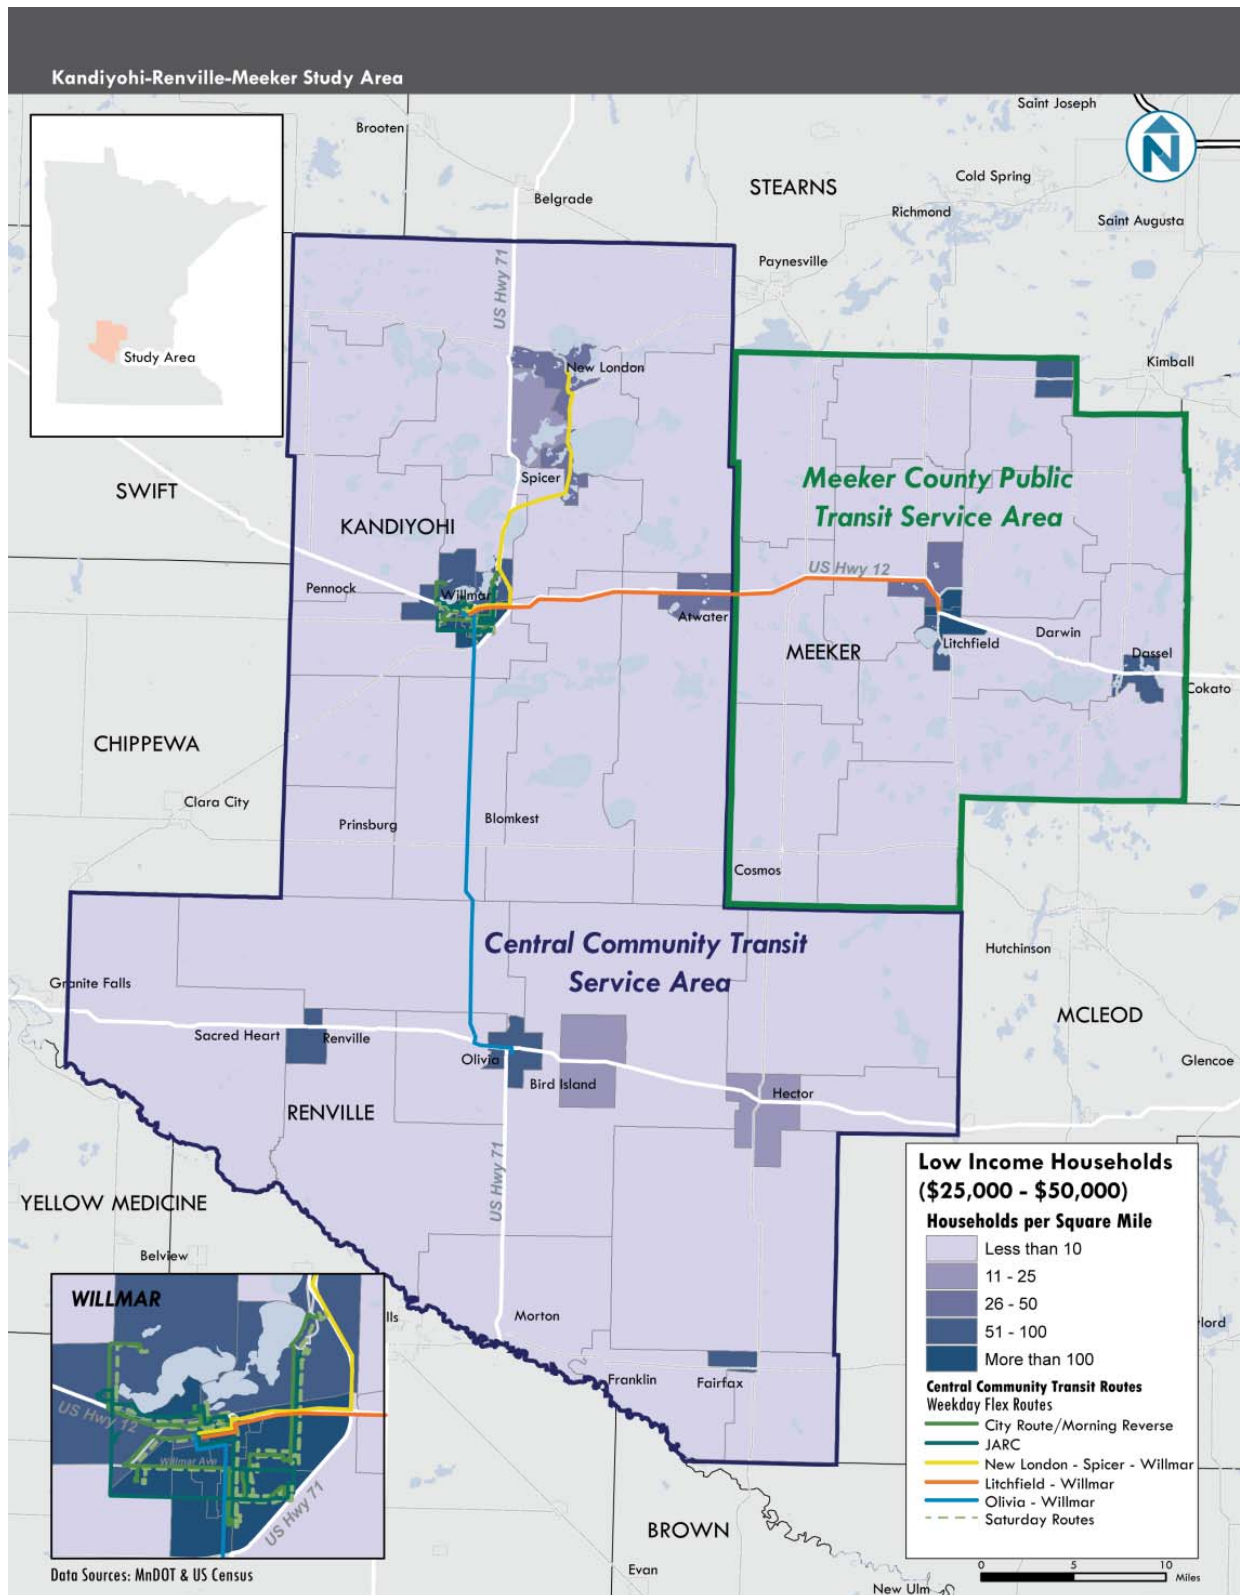 Kandiyohi-Renville-Meeker Study Area
Saint Joseph
Brooten
N
Cold Spring
STEARNS
Belgrade
Richmond
Saint Augusta
Paynesville
US Hwy 71
Study Area
Kimball
New London
Meeker County Public
Transit Service Area
Spicer
SWIFT
KANDIYOHI
US Hwy 12
Pennock
Willmar
Atwater
Darwin
Litchfield
MEEKER
Dassel
Cokato
CHIPPEWA
Clara City
Prinsburg
Blomkest
Cosmos
Central Community Transit
Service Area
Hutchinson
Granite Falls
MCLEOD
Sacred Heart
Renville
Olivia
Glencoe
Bird Island
Hector
RENVILLE
US Hwy 71
YELLOW MEDICINE
Belview
Low Income Households
($25,000 - $50,000)
Households per Square Mile
Less than 10
11 - 25
26 - 50
51 - 100
More than 100
Central Community Transit Routes
Weekday Flex Routes
City Route/Morning Reverse
JARC
New London - Spicer - Willmar
Litchfield - Willmar
Olivia - Willmar
Saturday Routes
WILLMAR
lls
Morton
lord
Franklin
Fairfax
US Hwy 12
Willmar Ave
US Hwy 71
BROWN
Evan
New Ulm
0 5 10
Miles
Data Sources: MnDOT & US Census